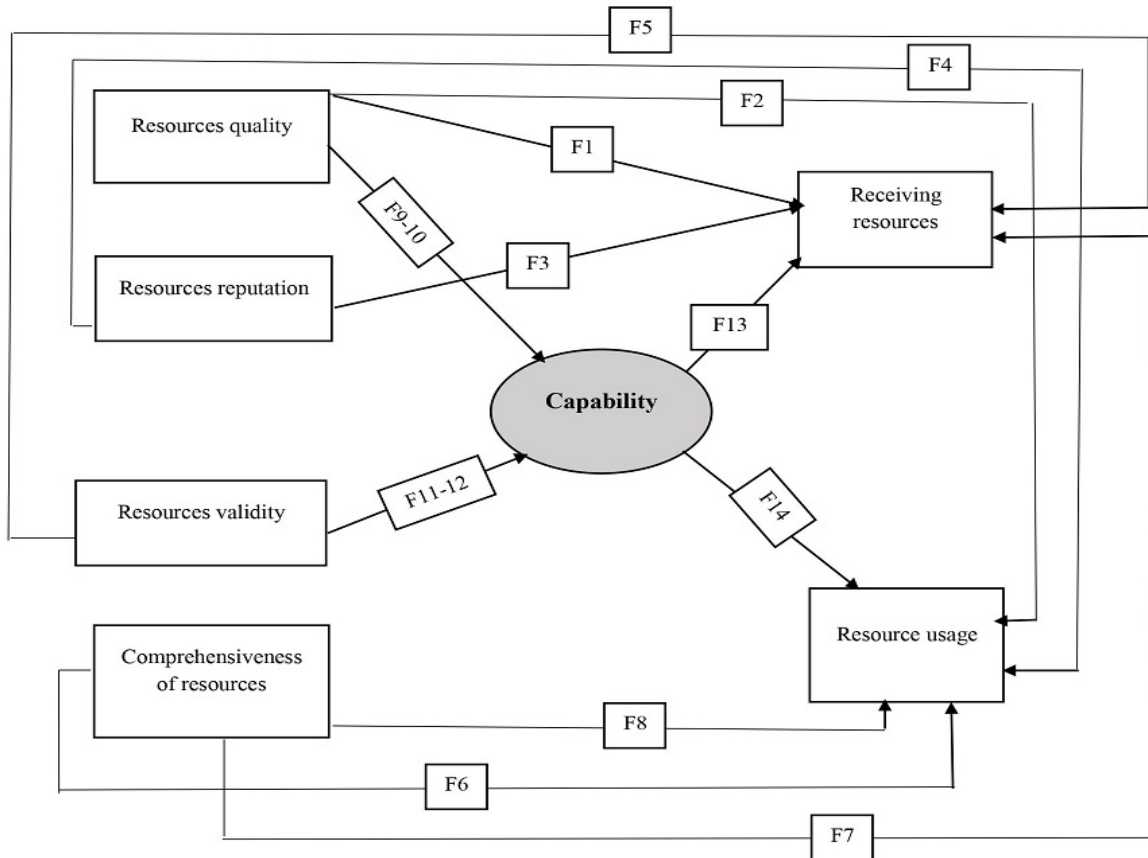 F5
F4
F2
Resources quality
F1
Receiving
resources
F9-10
F3
Resources reputation
F13
Capability
F11-12
F14
Resources validity
Resource usage
Comprehensiveness
of resources
F8
F6
F7